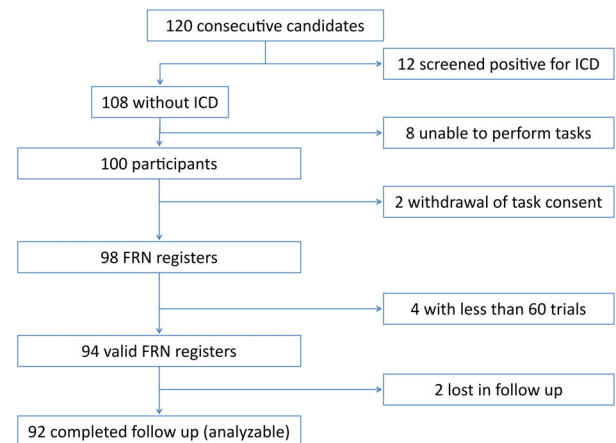 120 consecutive candidates
12 screened positive for ICD
108 without ICD
8 unable to perform tasks
100 participants
2 withdrawal of task consent
98 FRN registers
4 with less than 60 trials
94 valid FRN registers
2 lost in follow up
92 completed follow up (analyzable)